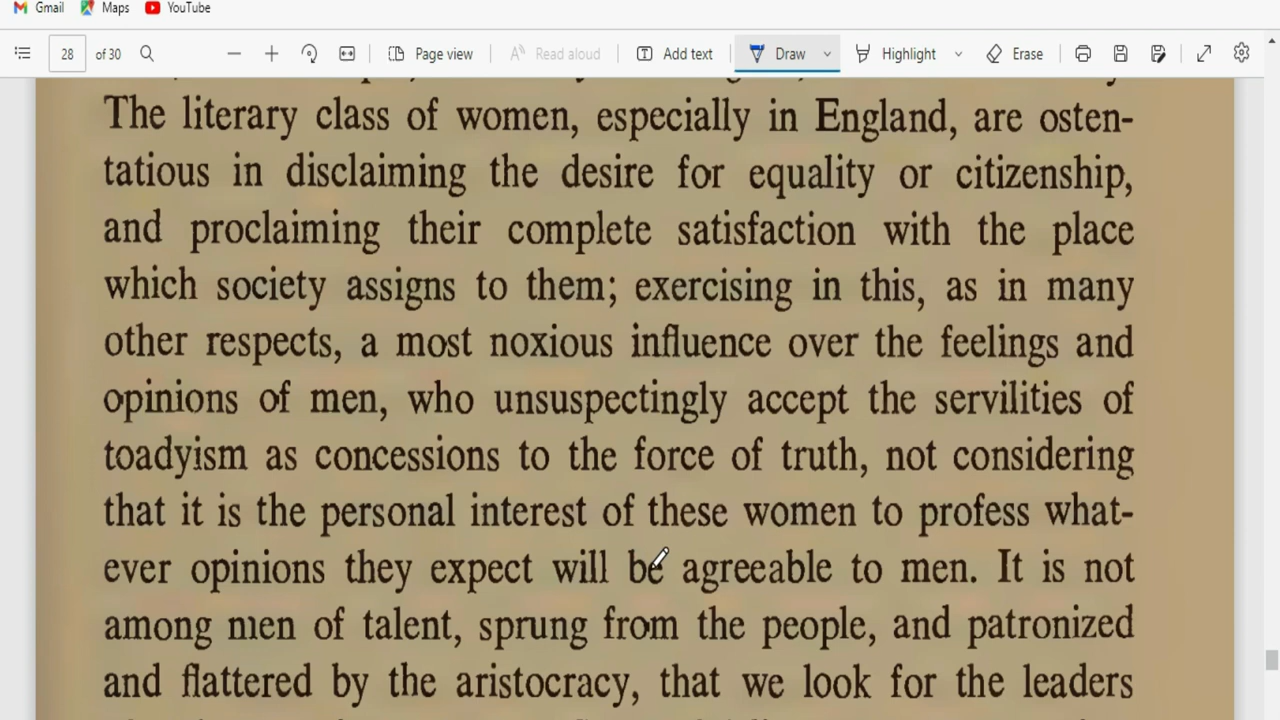 Gmail Maps YouTube
28 of 30 Page view Read aloud Add text Draw Highlight Erase
The literary class of women, especially in England, are osten-
tatious in disclaiming the desire for equality or citizenship,
and proclaiming their complete satisfaction with the place
which society assigns to them; exercising in this, as in many
other respects, a most noxious influence over the feelings and
opinions of men, who unsuspectingly accept the servilities of
toadyism as concessions to the force of truth, not considering
that it is the personal interest of these women to profess what-
ever opinions they expect will be agreeable to men. It is not
among men of talent, sprung from the people, and patronized
and flattered by the aristocracy, that we look for the leaders